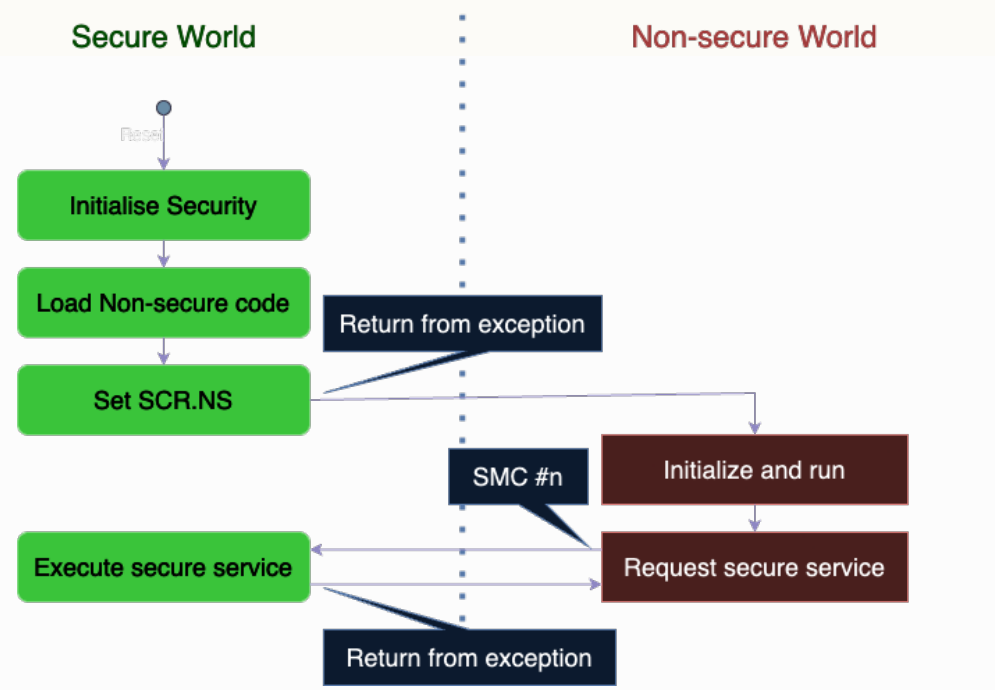 Secure World
Non-secure World
Reset
Initialise Security
Load Non-secure code
Return from exception
Set SCR.NS
SMC #n
Initialize and run
Execute secure service
Request secure service
Return from exception